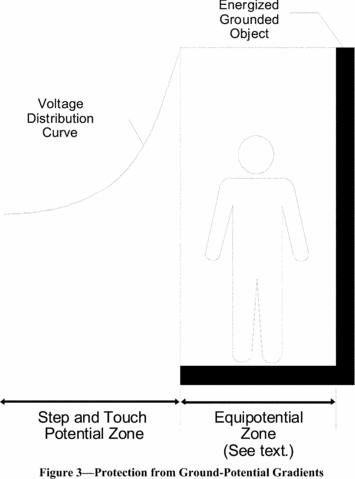 Energized
Grounded
Object
Voltage
Distribution
Curve
Step and Touch
Potential Zone
Equipotential
Zone
(See text.)
Figure 3—Protection from Ground-Potential Gradients